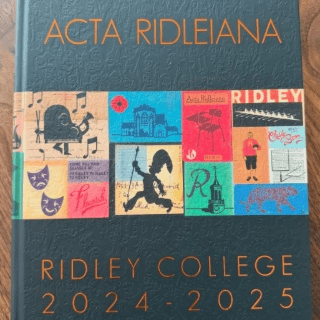 ACTA RIDLEIANA
Acta Ridleiana
RIDLEY
R
RIDLEY COLLEGE
2024-2025